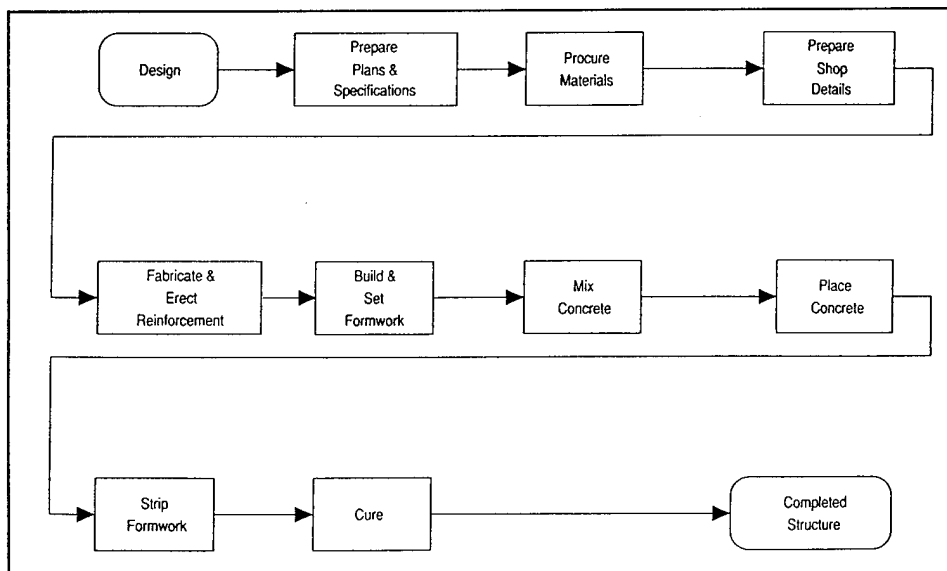 Design
Prepare
Plans &
Specifications
Procure
Materials
Prepare
Shop
Details
Fabricate &
Erect
Reinforcement
Build &
Set
Formwork
Mix
Concrete
Place
Concrete
Strip
Formwork
Cure
Completed
Structure